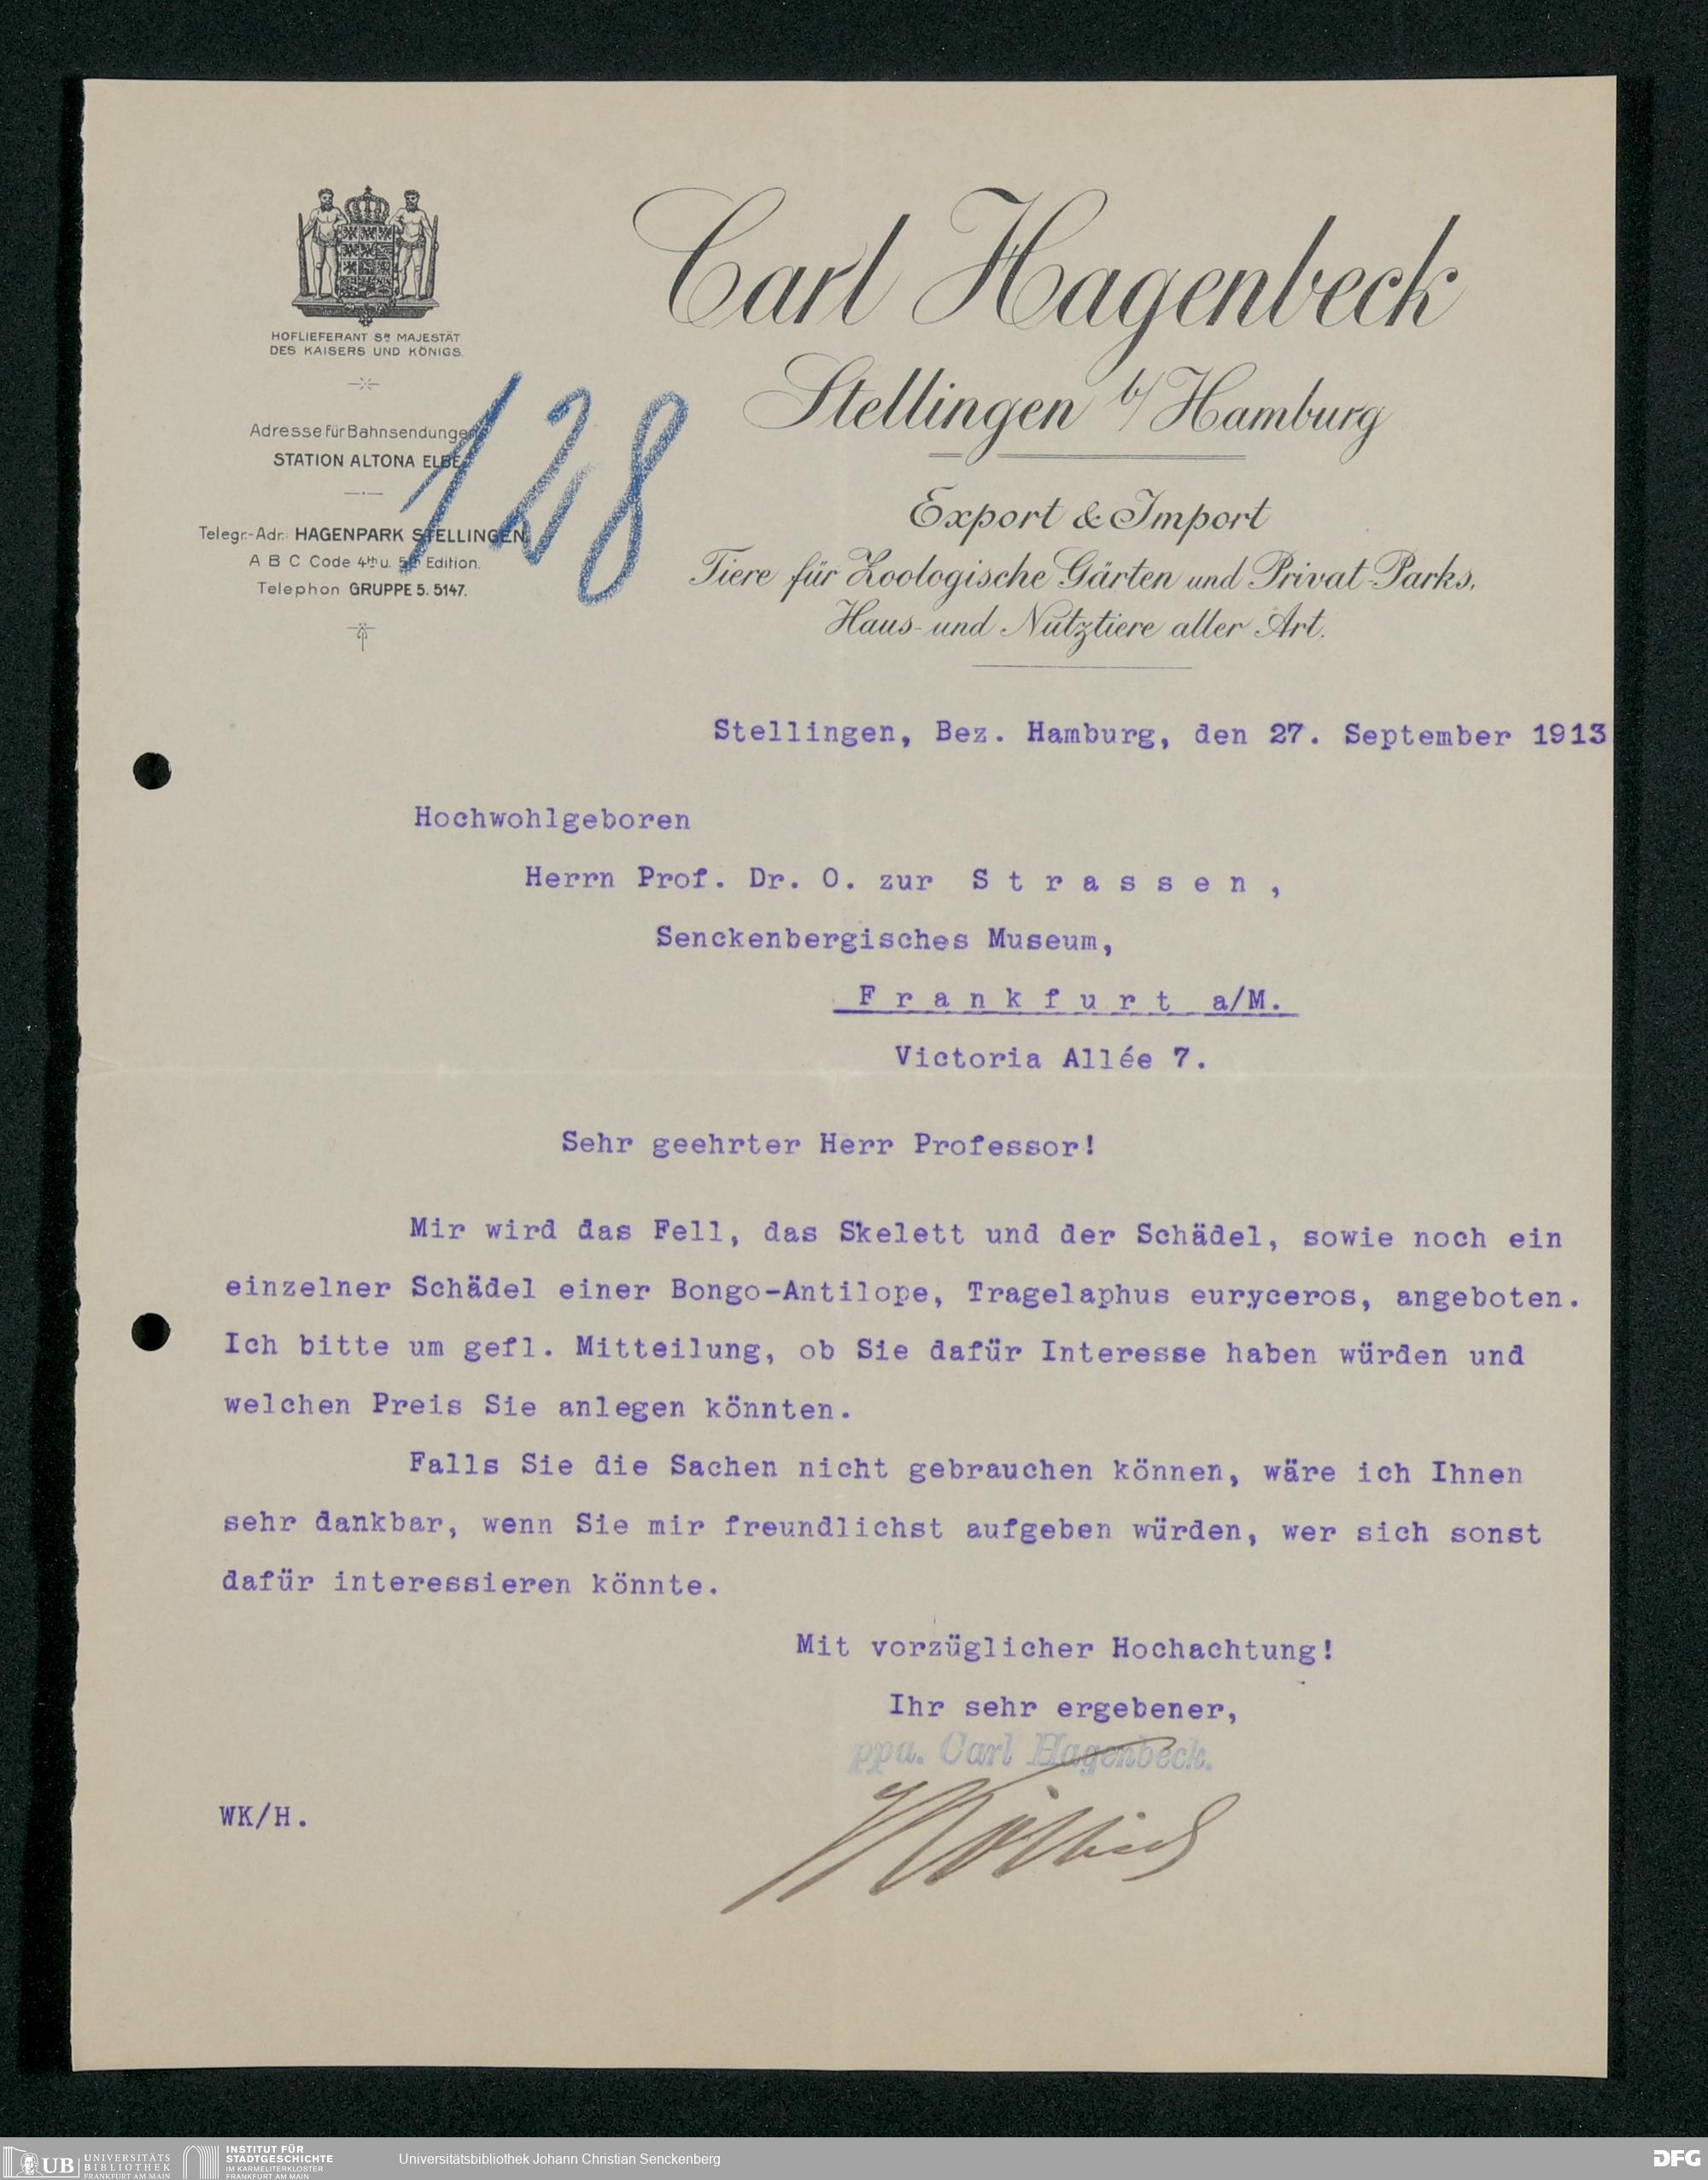 HOFLIEFERANT Sr. MAJESTÄT
DES KAISERS UND KÖNIGS.
Adresse für Bahnsendungen
STATION ALTONA ELBE
Telegr.-Adr. HAGENPARK STELLINGEN
A B C Code 4th u. 5th Edition.
Telephon GRUPPE 5. 5147.
128
Carl Hagenbeck
Stellingen b/Hamburg
Export & Import
Tiere für Zoologische Gärten und Privat-Parks,
Haus- und Nutztiere aller Art.
Stellingen, Bez. Hamburg, den 27. September 1913
Hochwohlgeboren
Herrn Prof. Dr. O. zur S t r a s s e n ,
Senckenbergisches Museum,
F r a n k f u r t a/M.
Victoria Allée 7.
Sehr geehrter Herr Professor!
Mir wird das Fell, das Skelett und der Schädel, sowie noch ein
einzelner Schädel einer Bongo-Antilope, Tragelaphus euryceros, angeboten.
Ich bitte um gefl. Mitteilung, ob Sie dafür Interesse haben würden und
welchen Preis Sie anlegen könnten.
Falls Sie die Sachen nicht gebrauchen können, wäre ich Ihnen
sehr dankbar, wenn Sie mir freundlichst aufgeben würden, wer sich sonst
dafür interessieren könnte.
Mit vorzüglicher Hochachtung!
Ihr sehr ergebener,
ppa. Carl Hagenbeck.
WK/H.
UB UNIVERSITÄTS
BIBLIOTHEK
FRANKFURT AM MAIN
INSTITUT FÜR
STADTGESCHICHTE
IM KARMELITERKLOSTER
FRANKFURT AM MAIN
Universitätsbibliothek Johann Christian Senckenberg
DFG